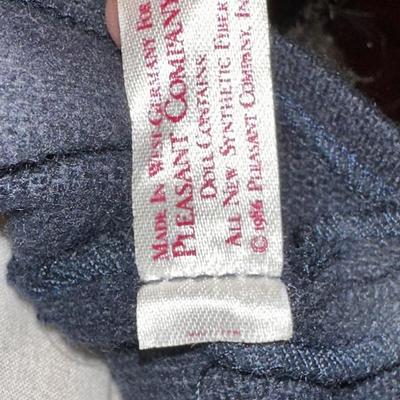 MADE IN WEST GERMANY FOR
PLEASANT COMPANY
DOLL CONTAINS:
ALL NEW SYNTHETIC FIBER
© 1986 PLEASANT COMPANY, INC.